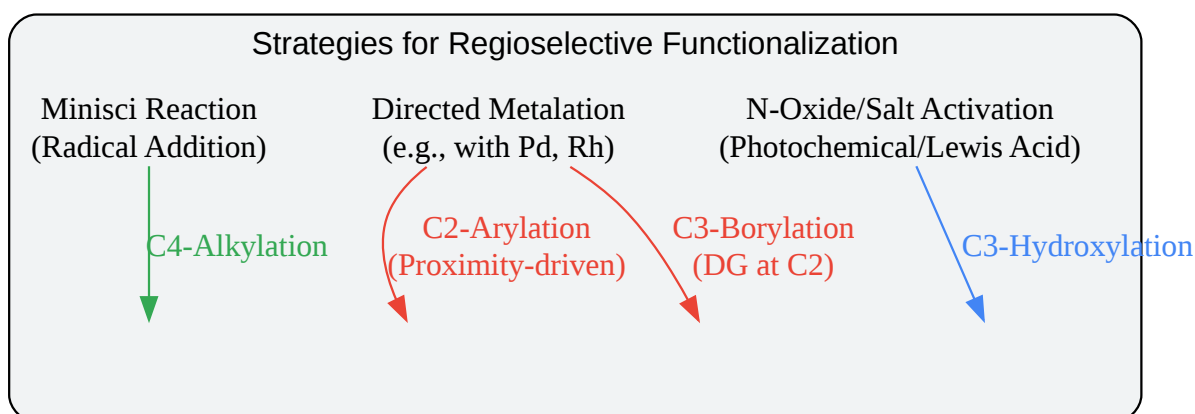 Strategies for Regioselective Functionalization
Minisci Reaction
(Radical Addition)
Directed Metalation
(e.g., with Pd, Rh)
N-Oxide/Salt Activation
(Photochemical/Lewis Acid)
C4-Alkylation
C2-Arylation
(Proximity-driven)
C3-Borylation
(DG at C2)
C3-Hydroxylation